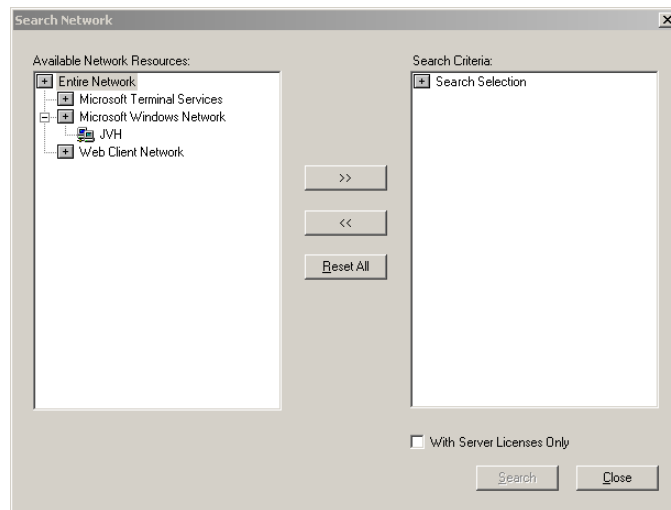 Search Network
Available Network Resources:
Entire Network
Microsoft Terminal Services
Microsoft Windows Network
JVH
Web Client Network
>>
<<
Reset All
Search Criteria:
Search Selection
With Server Licenses Only
Search
Close